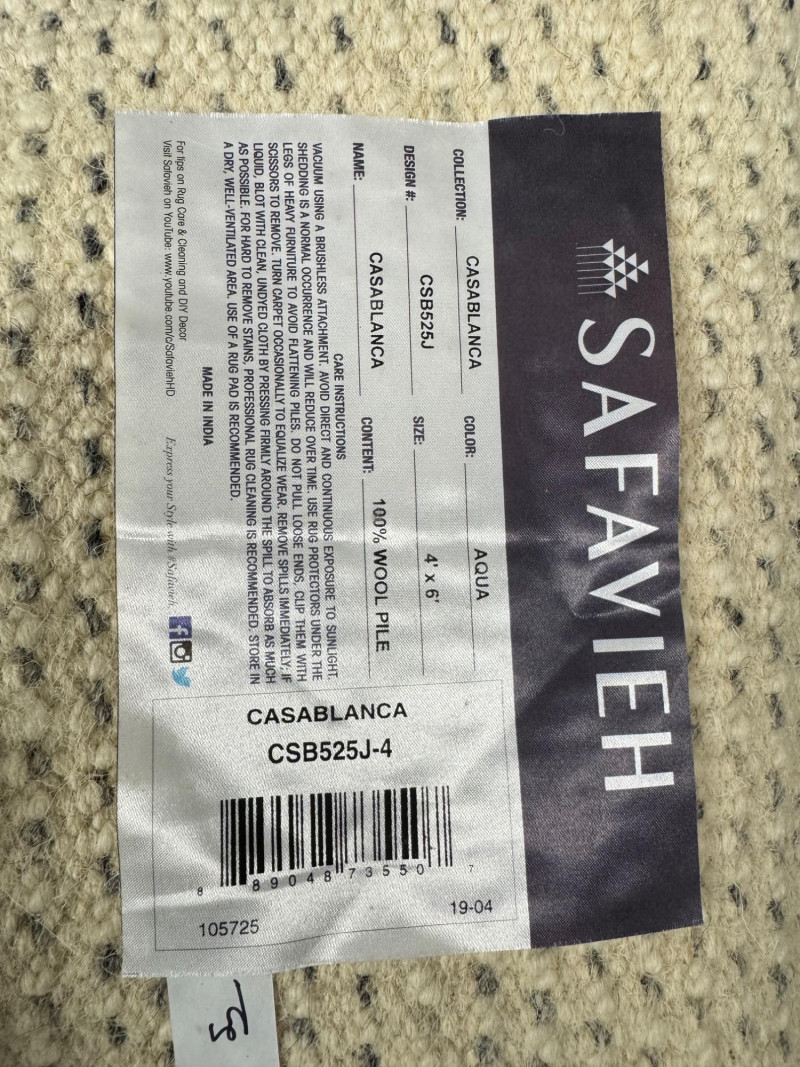 SAFAVIEH
COLLECTION: CASABLANCA COLOR: AQUA
DESIGN #: CSB525J SIZE: 4' x 6'
NAME: CASABLANCA CONTENT: 100% WOOL PILE
CARE INSTRUCTIONS
VACUUM USING A BRUSHLESS ATTACHMENT. AVOID DIRECT AND CONTINUOUS EXPOSURE TO SUNLIGHT.
SHEDDING IS A NORMAL OCCURRENCE AND WILL REDUCE OVER TIME. USE RUG PROTECTORS UNDER THE
LEGS OF HEAVY FURNITURE TO AVOID FLATTENING PILES. DO NOT PULL LOOSE ENDS, CLIP THEM WITH
SCISSORS TO REMOVE. TURN CARPET OCCASIONALLY TO EQUALIZE WEAR. REMOVE SPILLS IMMEDIATELY; IF
LIQUID, BLOT WITH CLEAN, UNDYED CLOTH BY PRESSING FIRMLY AROUND THE SPILL TO ABSORB AS MUCH
AS POSSIBLE. FOR HARD TO REMOVE STAINS, PROFESSIONAL RUG CLEANING IS RECOMMENDED. STORE IN
A DRY, WELL-VENTILATED AREA. USE OF A RUG PAD IS RECOMMENDED.
MADE IN INDIA
For tips on Rug Care & Cleaning and DIY Decor
Visit Safavieh on YouTube: www.youtube.com/c/SafaviehHD
Express your Style with #Safavieh.
CASABLANCA
CSB525J-4
8 89048 73550 7
19-04
105725